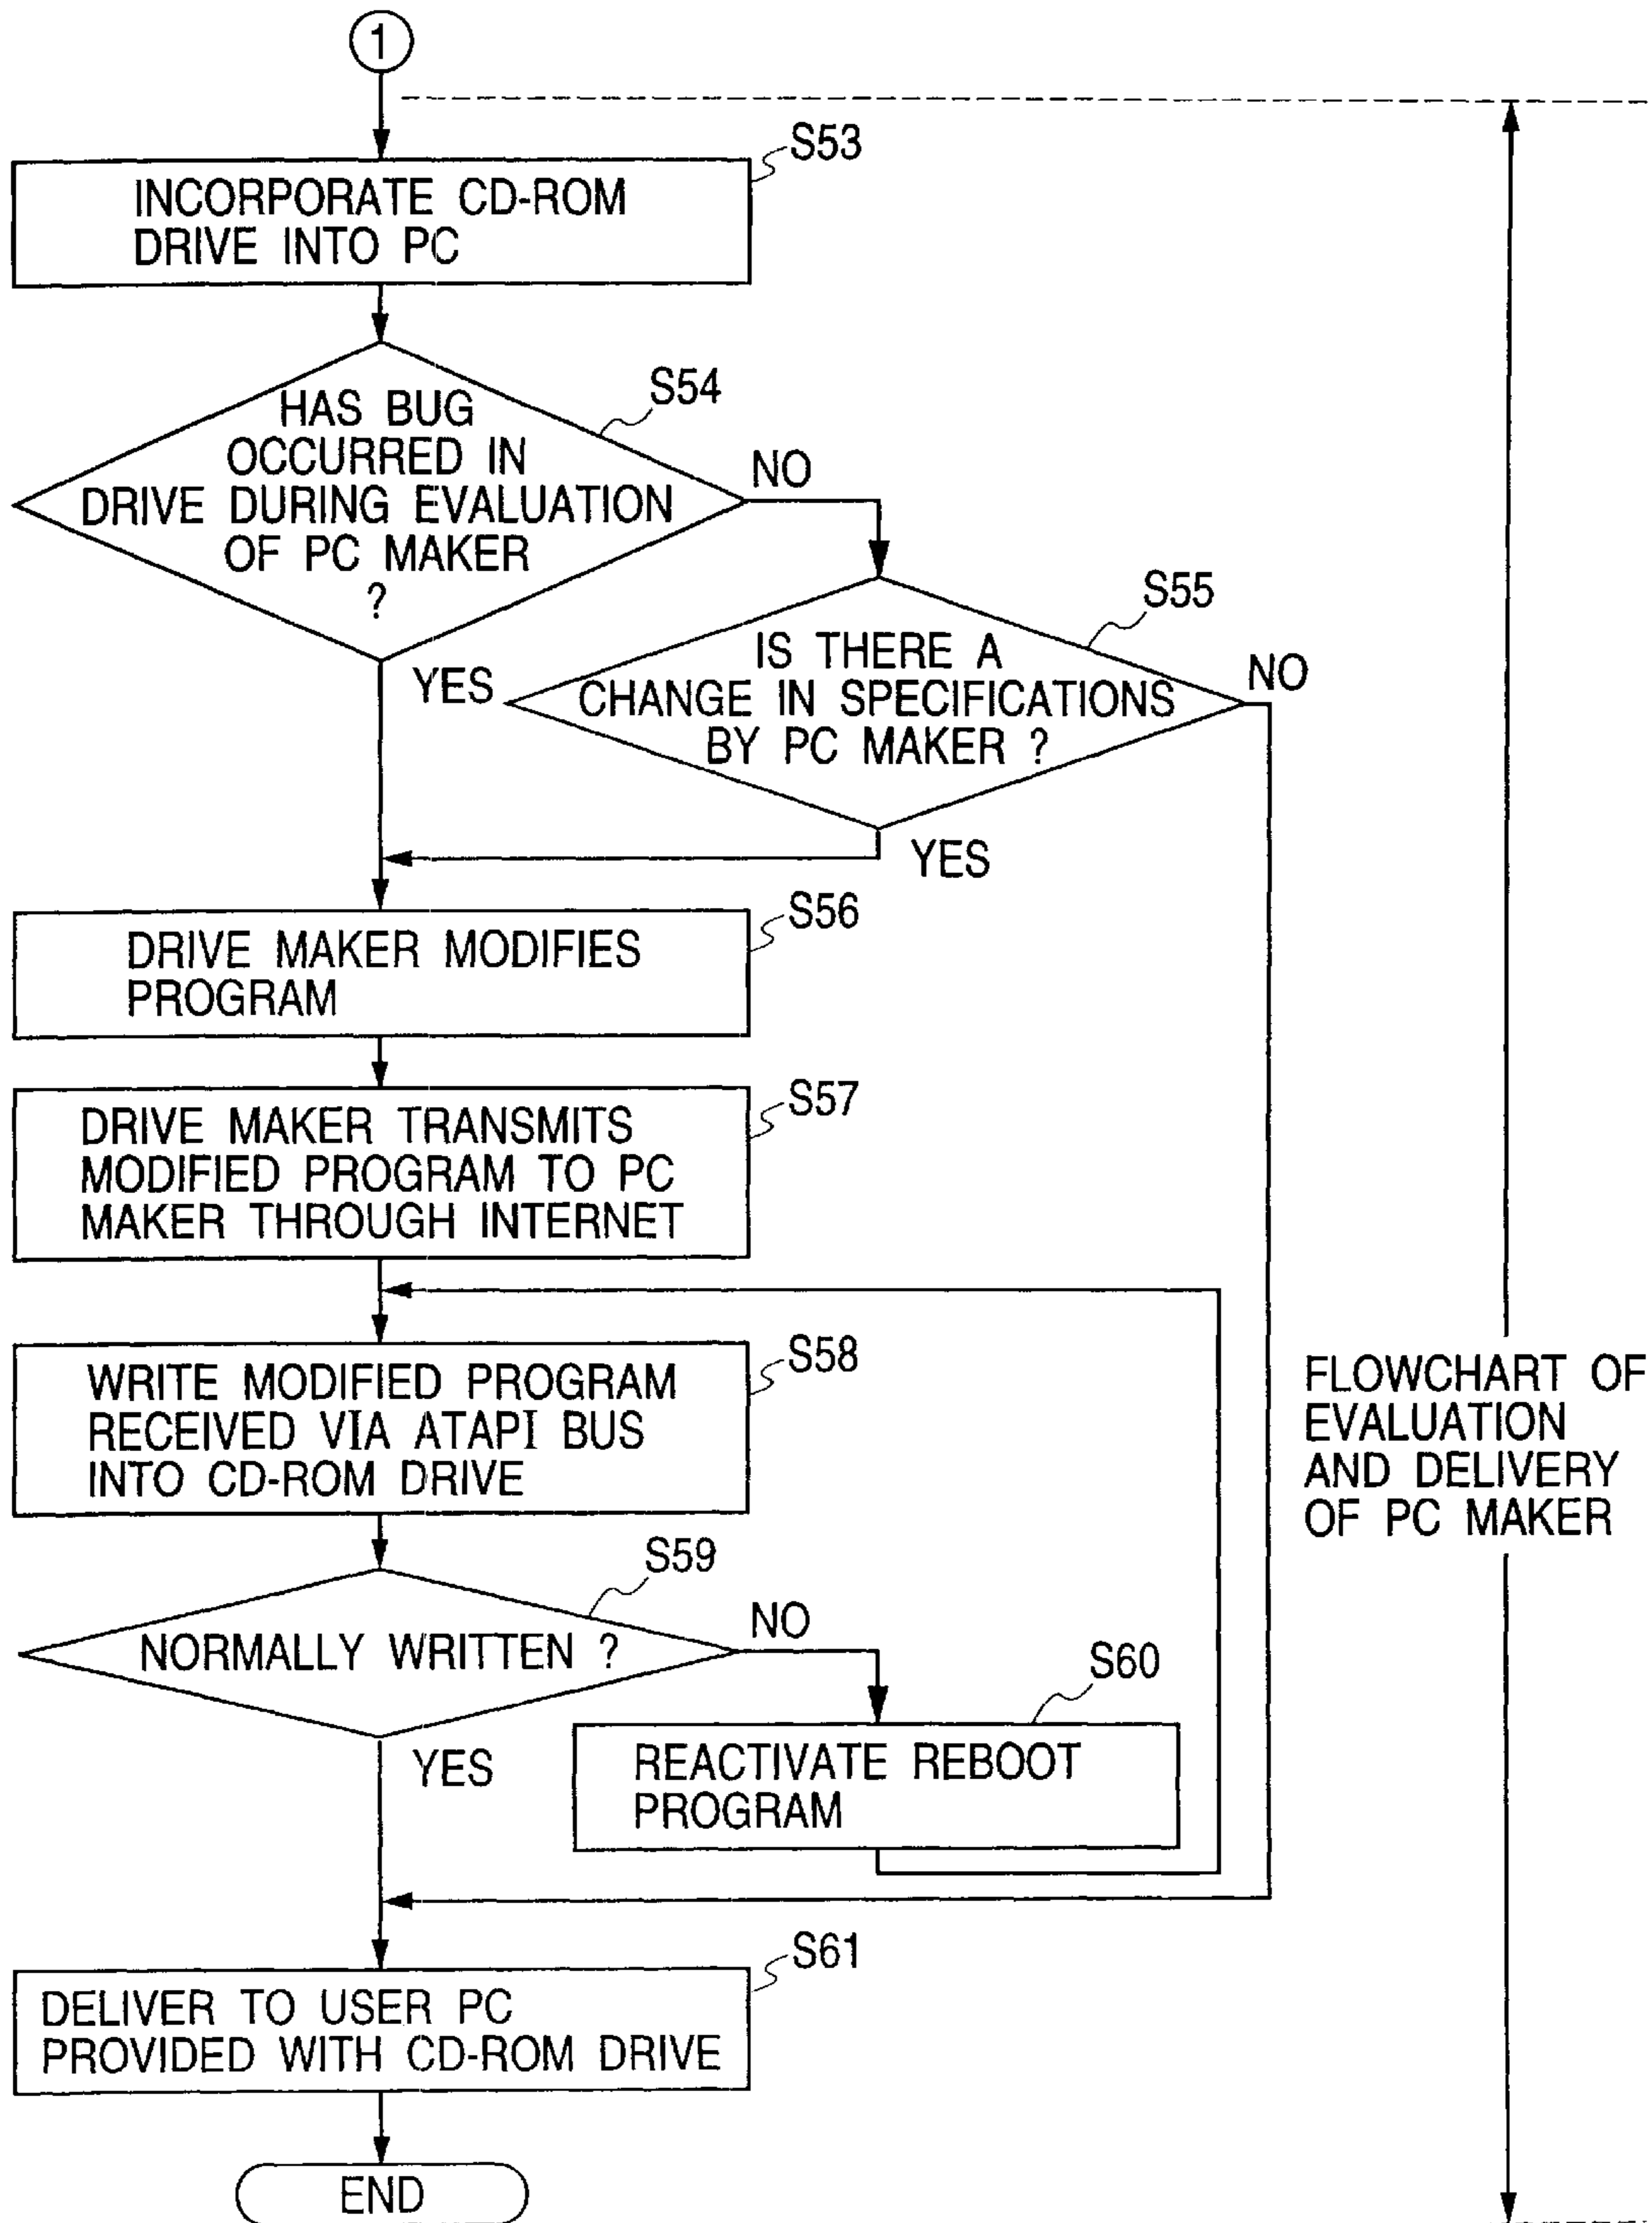 1
S53
INCORPORATE CD-ROM
DRIVE INTO PC
S54
HAS BUG
OCCURRED IN
DRIVE DURING EVALUATION
OF PC MAKER
?
NO
YES
S55
IS THERE A
CHANGE IN SPECIFICATIONS
BY PC MAKER ?
NO
YES
S56
DRIVE MAKER MODIFIES
PROGRAM
S57
DRIVE MAKER TRANSMITS
MODIFIED PROGRAM TO PC
MAKER THROUGH INTERNET
S58
WRITE MODIFIED PROGRAM
RECEIVED VIA ATAPI BUS
INTO CD-ROM DRIVE
S59
NORMALLY WRITTEN ?
NO
YES
S60
REACTIVATE REBOOT
PROGRAM
S61
DELIVER TO USER PC
PROVIDED WITH CD-ROM DRIVE
END
FLOWCHART OF
EVALUATION
AND DELIVERY
OF PC MAKER